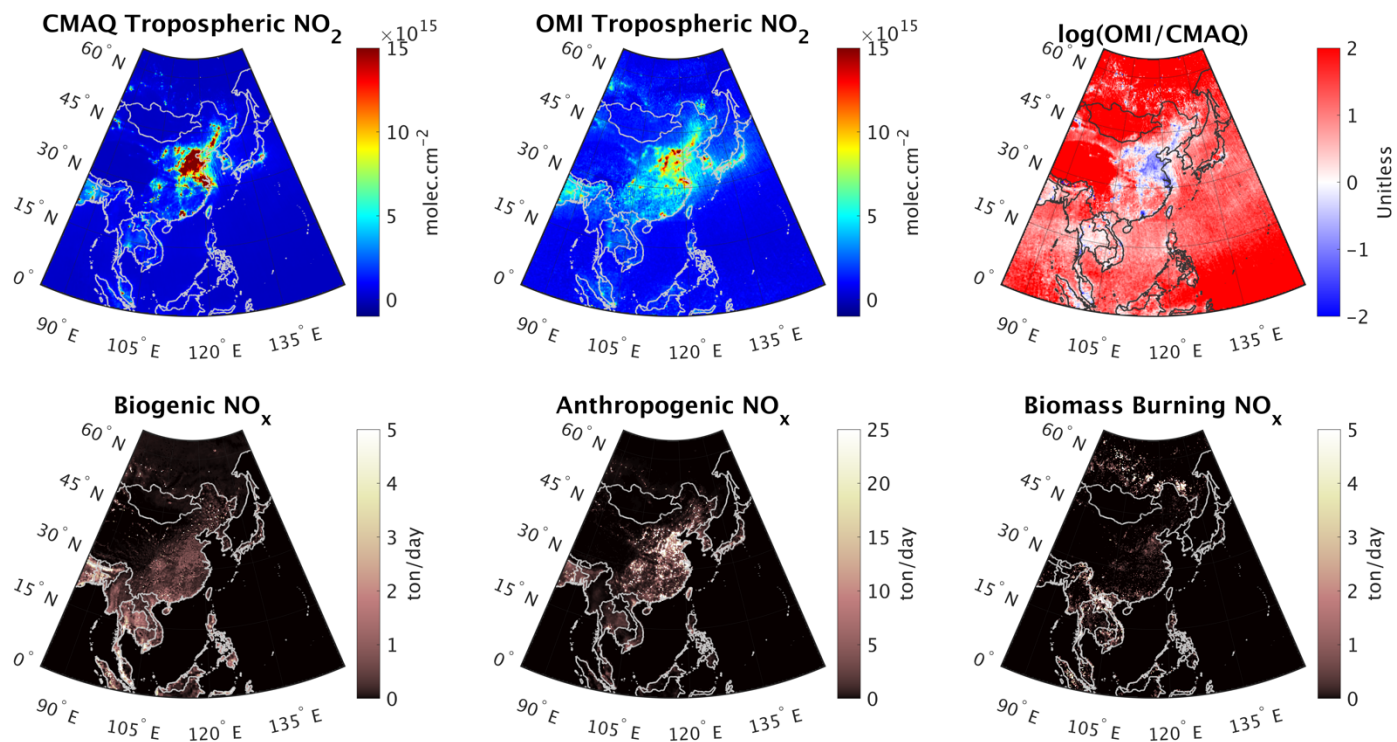 CMAQ Tropospheric NO2
×10^15
60°N
45°N
30°N
15°N
0°
90°E
105°E
120°E
135°E
15
10
5
0
molec.cm^-2
OMI Tropospheric NO2
×10^15
60°N
45°N
30°N
15°N
0°
90°E
105°E
120°E
135°E
15
10
5
0
molec.cm^-2
log(OMI/CMAQ)
60°N
45°N
30°N
15°N
0°
90°E
105°E
120°E
135°E
2
1
0
-1
-2
Unitless
Biogenic NOx
60°N
45°N
30°N
15°N
0°
90°E
105°E
120°E
135°E
5
4
3
2
1
0
ton/day
Anthropogenic NOx
60°N
45°N
30°N
15°N
0°
90°E
105°E
120°E
135°E
25
20
15
10
5
0
ton/day
Biomass Burning NOx
60°N
45°N
30°N
15°N
0°
90°E
105°E
120°E
135°E
5
4
3
2
1
0
ton/day